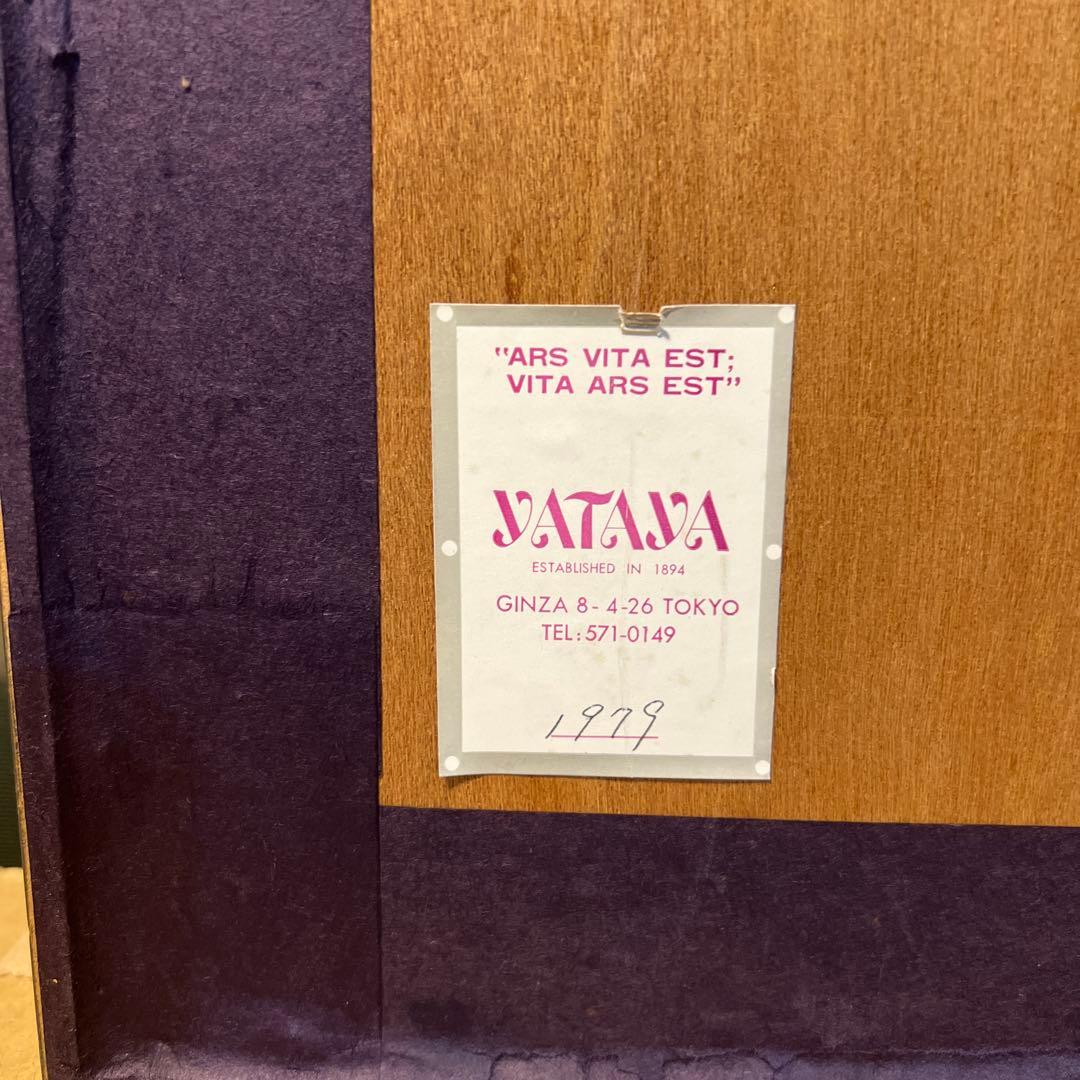 "ARS VITA EST;
VITA ARS EST"
YATAYA
ESTABLISHED IN 1894
GINZA 8-4-26 TOKYO
TEL:571-0149
1979